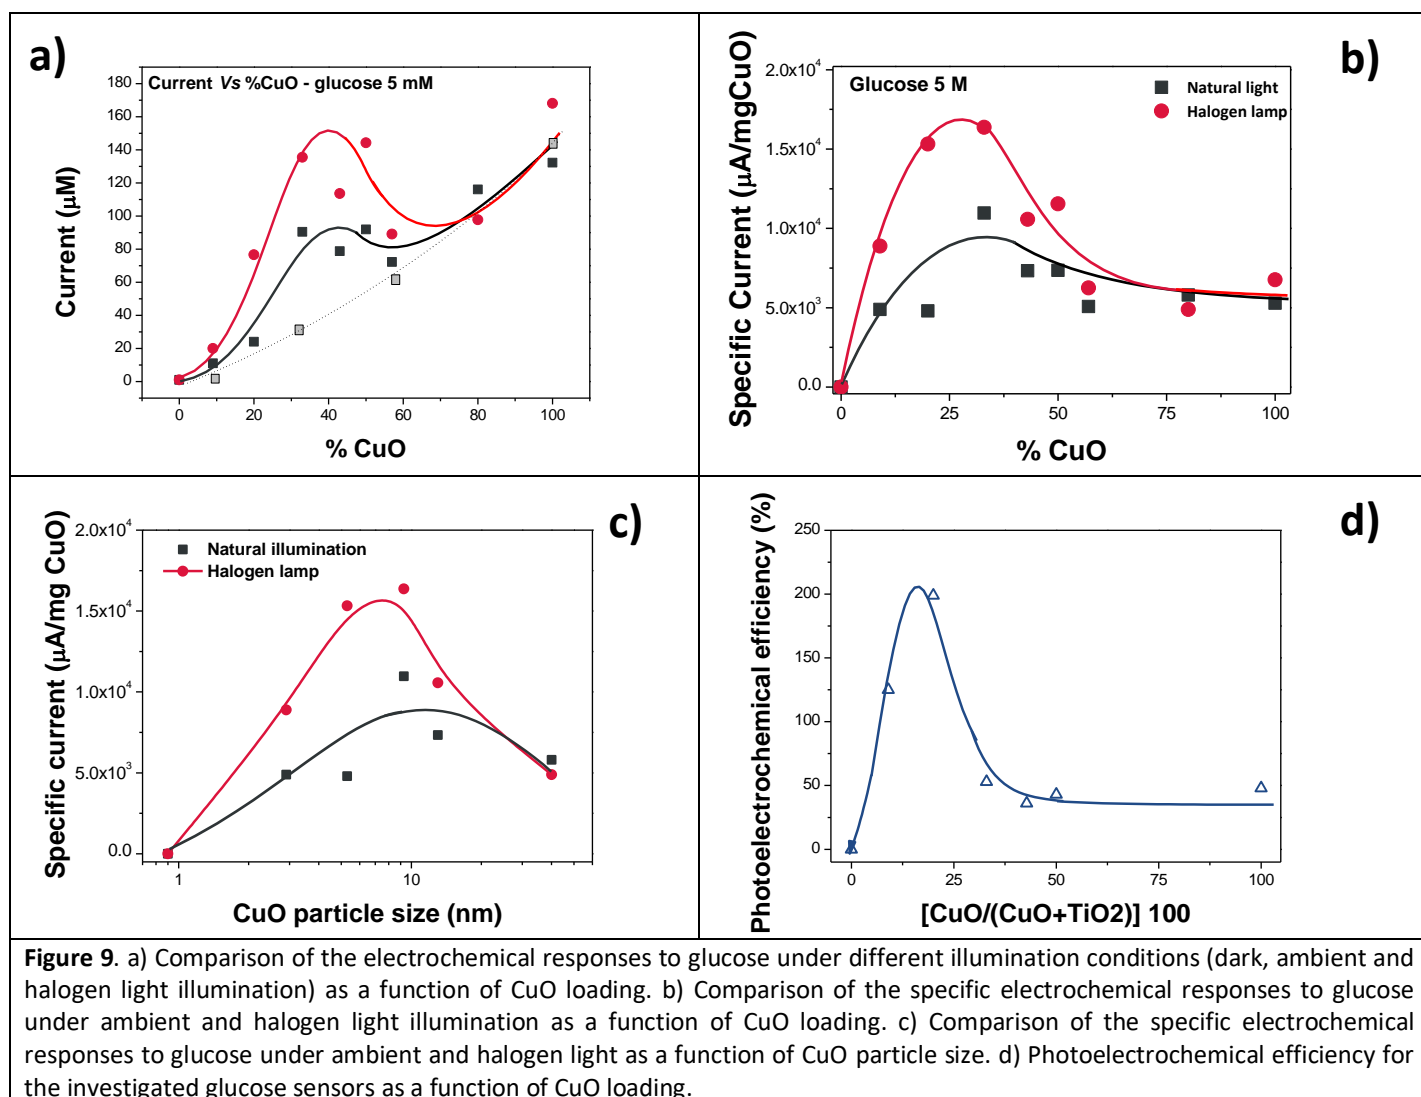 a)
Current Vs %CuO - glucose 5 mM
180
160
140
120
100
80
60
40
20
0
Current (µM)
0 20 40 60 80 100
% CuO
b)
Glucose 5 M
Natural light
Halogen lamp
2.0x10⁴
1.5x10⁴
1.0x10⁴
5.0x10³
0.0
Specific Current (µA/mgCuO)
0 25 50 75 100
% CuO
c)
Natural illumination
Halogen lamp
2.0x10⁴
1.5x10⁴
1.0x10⁴
5.0x10³
0.0
Specific current (µA/mg CuO)
1 10
CuO particle size (nm)
d)
250
200
150
100
50
0
Photoelectrochemical efficiency (%)
0 25 50 75 100
[CuO/(CuO+TiO2)] 100
Figure 9. a) Comparison of the electrochemical responses to glucose under different illumination conditions (dark, ambient and
halogen light illumination) as a function of CuO loading. b) Comparison of the specific electrochemical responses to glucose
under ambient and halogen light illumination as a function of CuO loading. c) Comparison of the specific electrochemical
responses to glucose under ambient and halogen light as a function of CuO particle size. d) Photoelectrochemical efficiency for
the investigated glucose sensors as a function of CuO loading.